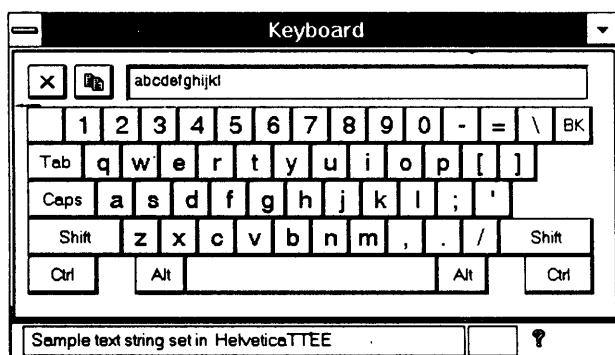 Keyboard
abcdefghijkl
1 2 3 4 5 6 7 8 9 0 - = \ BK
Tab q w e r t y u i o p [ ]
Caps a s d f g h j k l ; '
Shift z x c v b n m , . / Shift
Ctrl Alt Alt Ctrl
Sample text string set in HelveticaTTEE
?